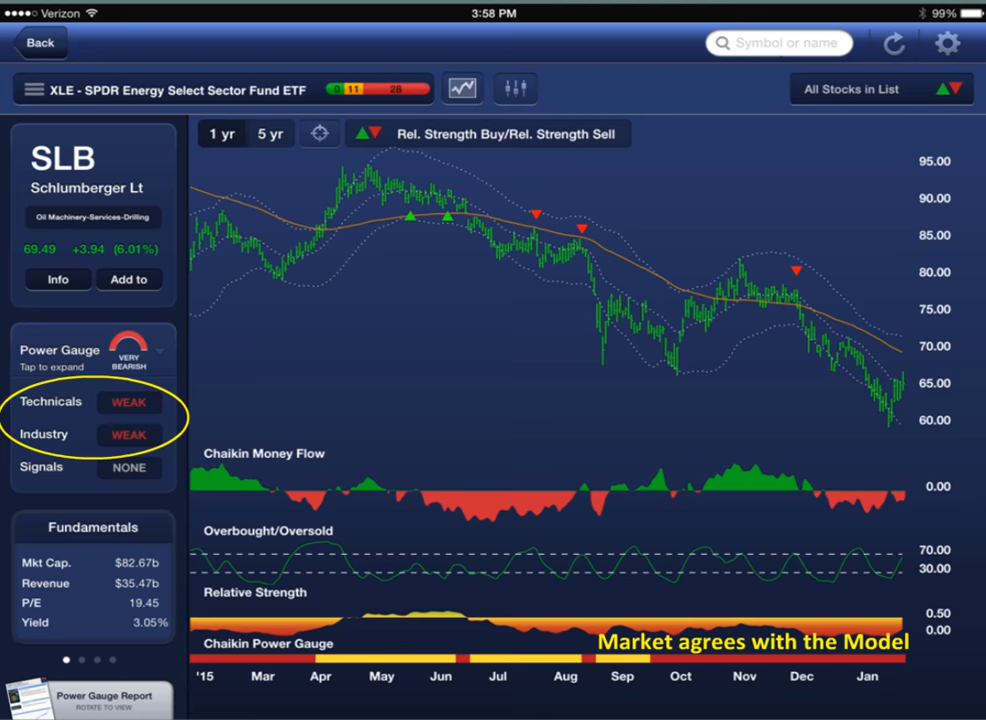 Verizon
3:58 PM
99%
Back
Symbol or name
XLE - SPDR Energy Select Sector Fund ETF
0 11 28
All Stocks in List
SLB
Schlumberger Lt
Oil Machinery-Services-Drilling
69.49 +3.94 (6.01%)
Info
Add to
Power Gauge
Tap to expand
VERY
BEARISH
Technicals WEAK
Industry WEAK
Signals NONE
Fundamentals
Mkt Cap. $82.67b
Revenue $35.47b
P/E 19.45
Yield 3.05%
Power Gauge Report
ROTATE TO VIEW
1 yr
5 yr
Rel. Strength Buy/Rel. Strength Sell
95.00
90.00
85.00
80.00
75.00
70.00
65.00
60.00
Chaikin Money Flow
0.00
Overbought/Oversold
70.00
30.00
Relative Strength
0.50
0.00
Chaikin Power Gauge
Market agrees with the Model
'15 Mar Apr May Jun Jul Aug Sep Oct Nov Dec Jan